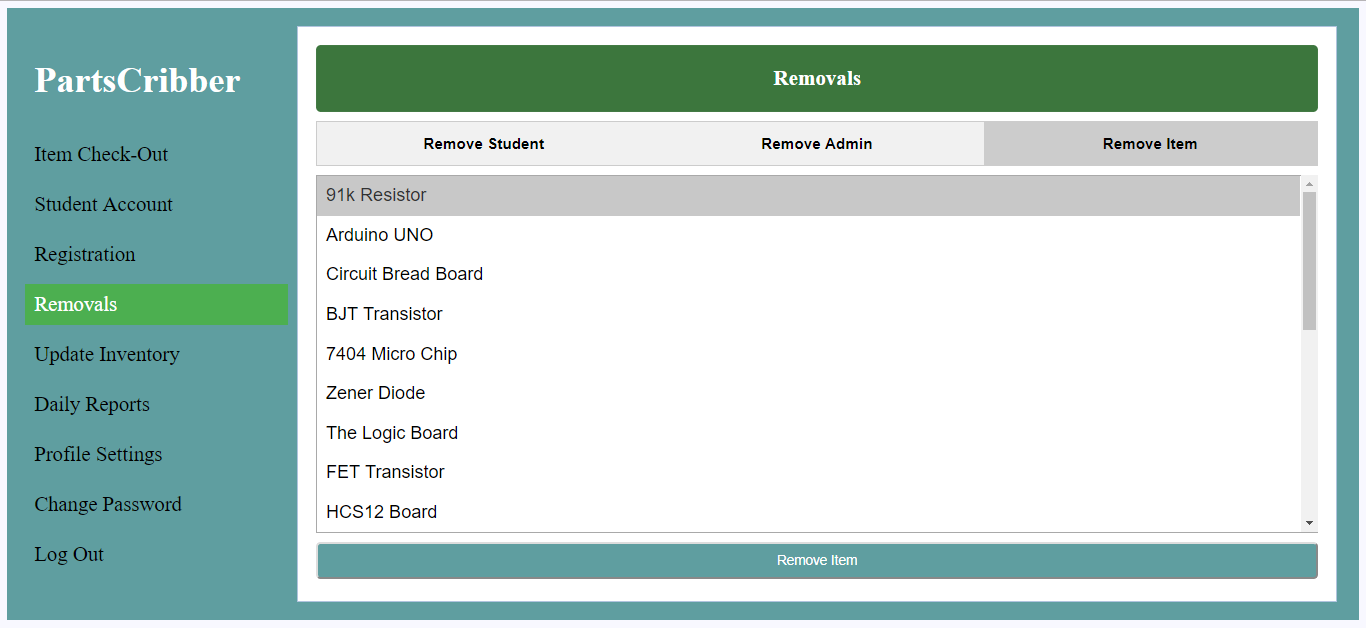 PartsCribber
Item Check-Out
Student Account
Registration
Removals
Update Inventory
Daily Reports
Profile Settings
Change Password
Log Out
Removals
Remove Student Remove Admin Remove Item
91k Resistor
Arduino UNO
Circuit Bread Board
BJT Transistor
7404 Micro Chip
Zener Diode
The Logic Board
FET Transistor
HCS12 Board
Remove Item